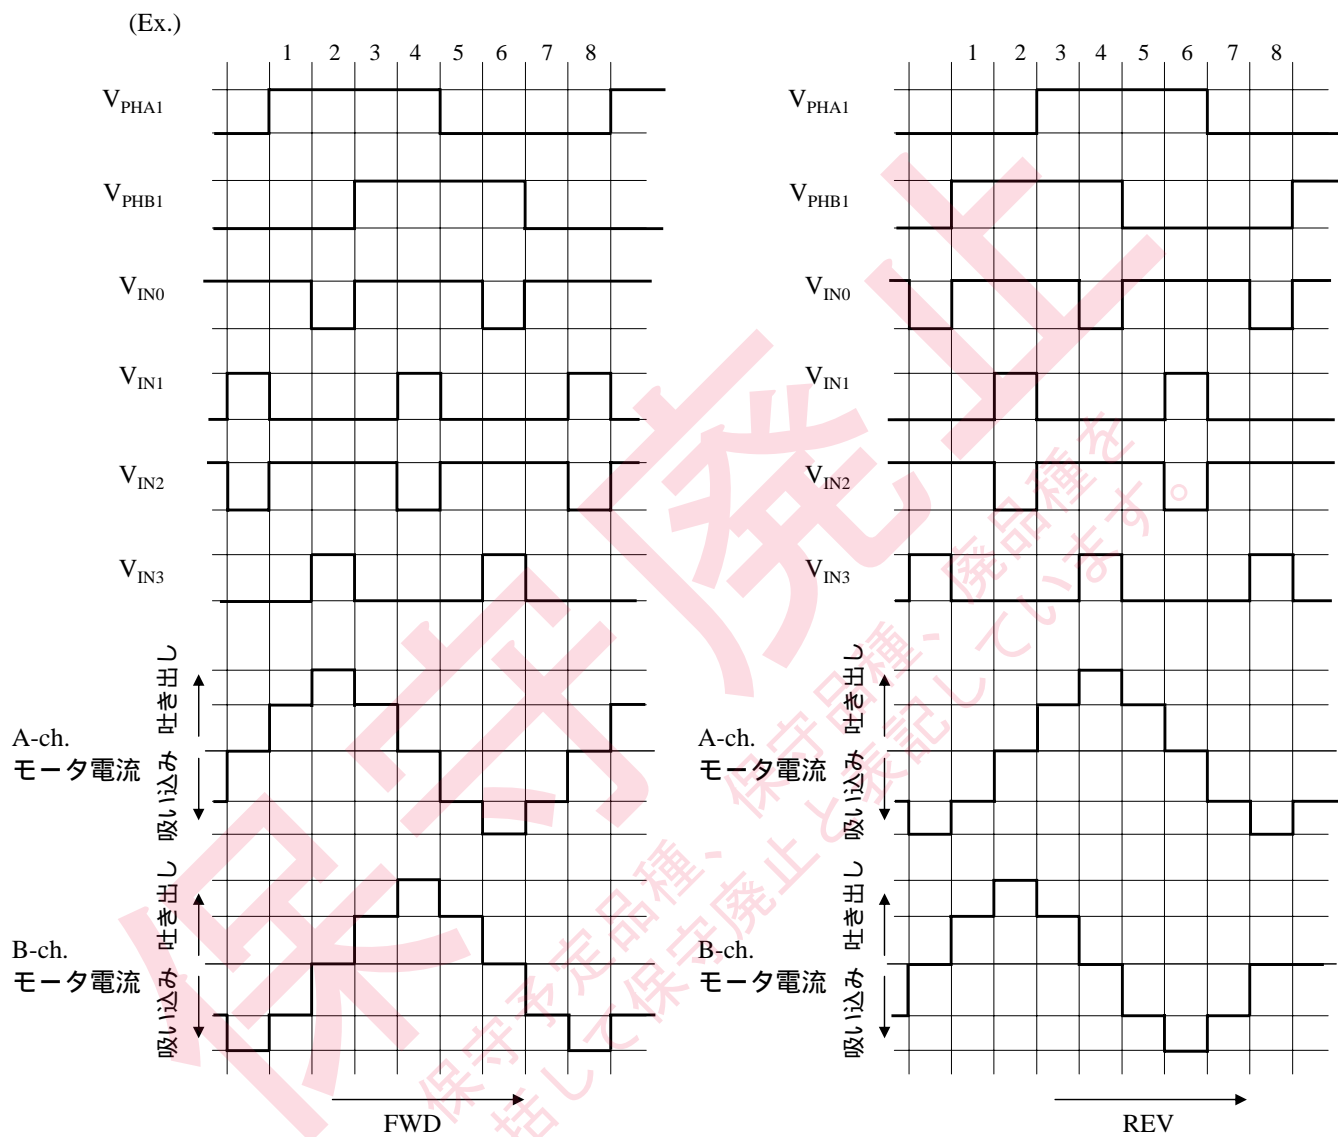 (Ex.)
1 2 3 4 5 6 7 8
VPHA1
VPHB1
VIN0
VIN1
VIN2
VIN3
A-ch.
モータ電流
吐き出し
吸い込み
B-ch.
モータ電流
吐き出し
吸い込み
FWD
1 2 3 4 5 6 7 8
VPHA1
VPHB1
VIN0
VIN1
VIN2
VIN3
A-ch.
モータ電流
吐き出し
吸い込み
B-ch.
モータ電流
吐き出し
吸い込み
REV
保守廃止
保守予定品種、保守品種、廃品種を
括して保守廃止と表記しています。